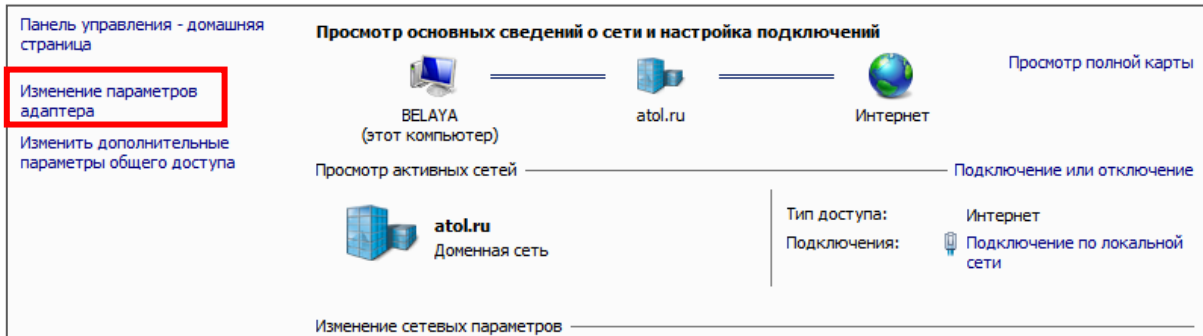 Панель управления - домашняя
страница
Изменение параметров
адаптера
Изменить дополнительные
параметры общего доступа
Просмотр основных сведений о сети и настройка подключений
Просмотр полной карты
BELAYA
(этот компьютер)
atol.ru
Интернет
Просмотр активных сетей
Подключение или отключение
atol.ru
Доменная сеть
Тип доступа: Интернет
Подключения: Подключение по локальной
сети
Изменение сетевых параметров